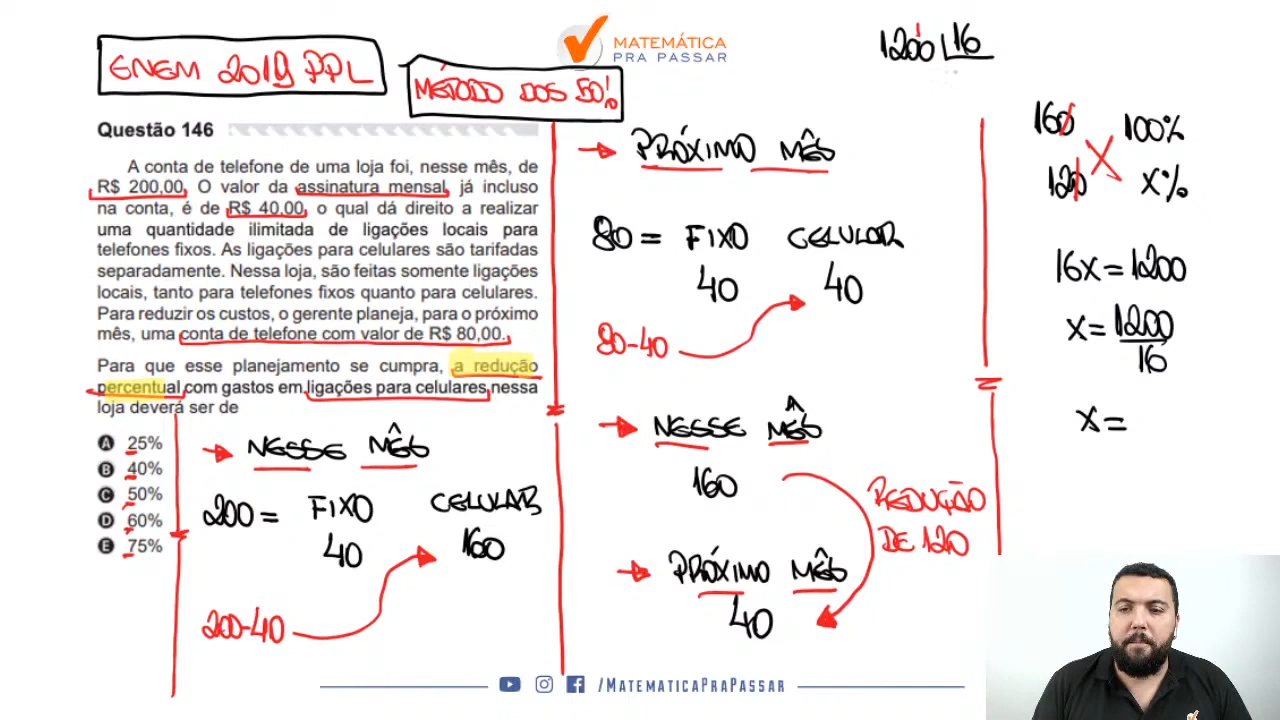 ENEM 2019 PPL
MÉTODO DOS 50%
MATEMÁTICA
PRA PASSAR
Questão 146
A conta de telefone de uma loja foi, nesse mês, de
R$ 200,00. O valor da assinatura mensal, já incluso
na conta, é de R$ 40,00, o qual dá direito a realizar
uma quantidade ilimitada de ligações locais para
telefones fixos. As ligações para celulares são tarifadas
separadamente. Nessa loja, são feitas somente ligações
locais, tanto para telefones fixos quanto para celulares.
Para reduzir os custos, o gerente planeja, para o próximo
mês, uma conta de telefone com valor de R$ 80,00.
Para que esse planejamento se cumpra, a redução
percentual com gastos em ligações para celulares nessa
loja deverá ser de
A 25%
B 40%
C 50%
D 60%
E 75%
NESSE MÊS
200 = FIXO CELULAR
40 160
200-40
PRÓXIMO MÊS
80 = FIXO CELULAR
40 40
80-40
NESSE MÊS
160
REDUÇÃO
DE 120
PRÓXIMO MÊS
40
1200 16
160 100%
120 X%
16X = 1200
X = 1200
16
X =
/MATEMATICAPRAPASSAR